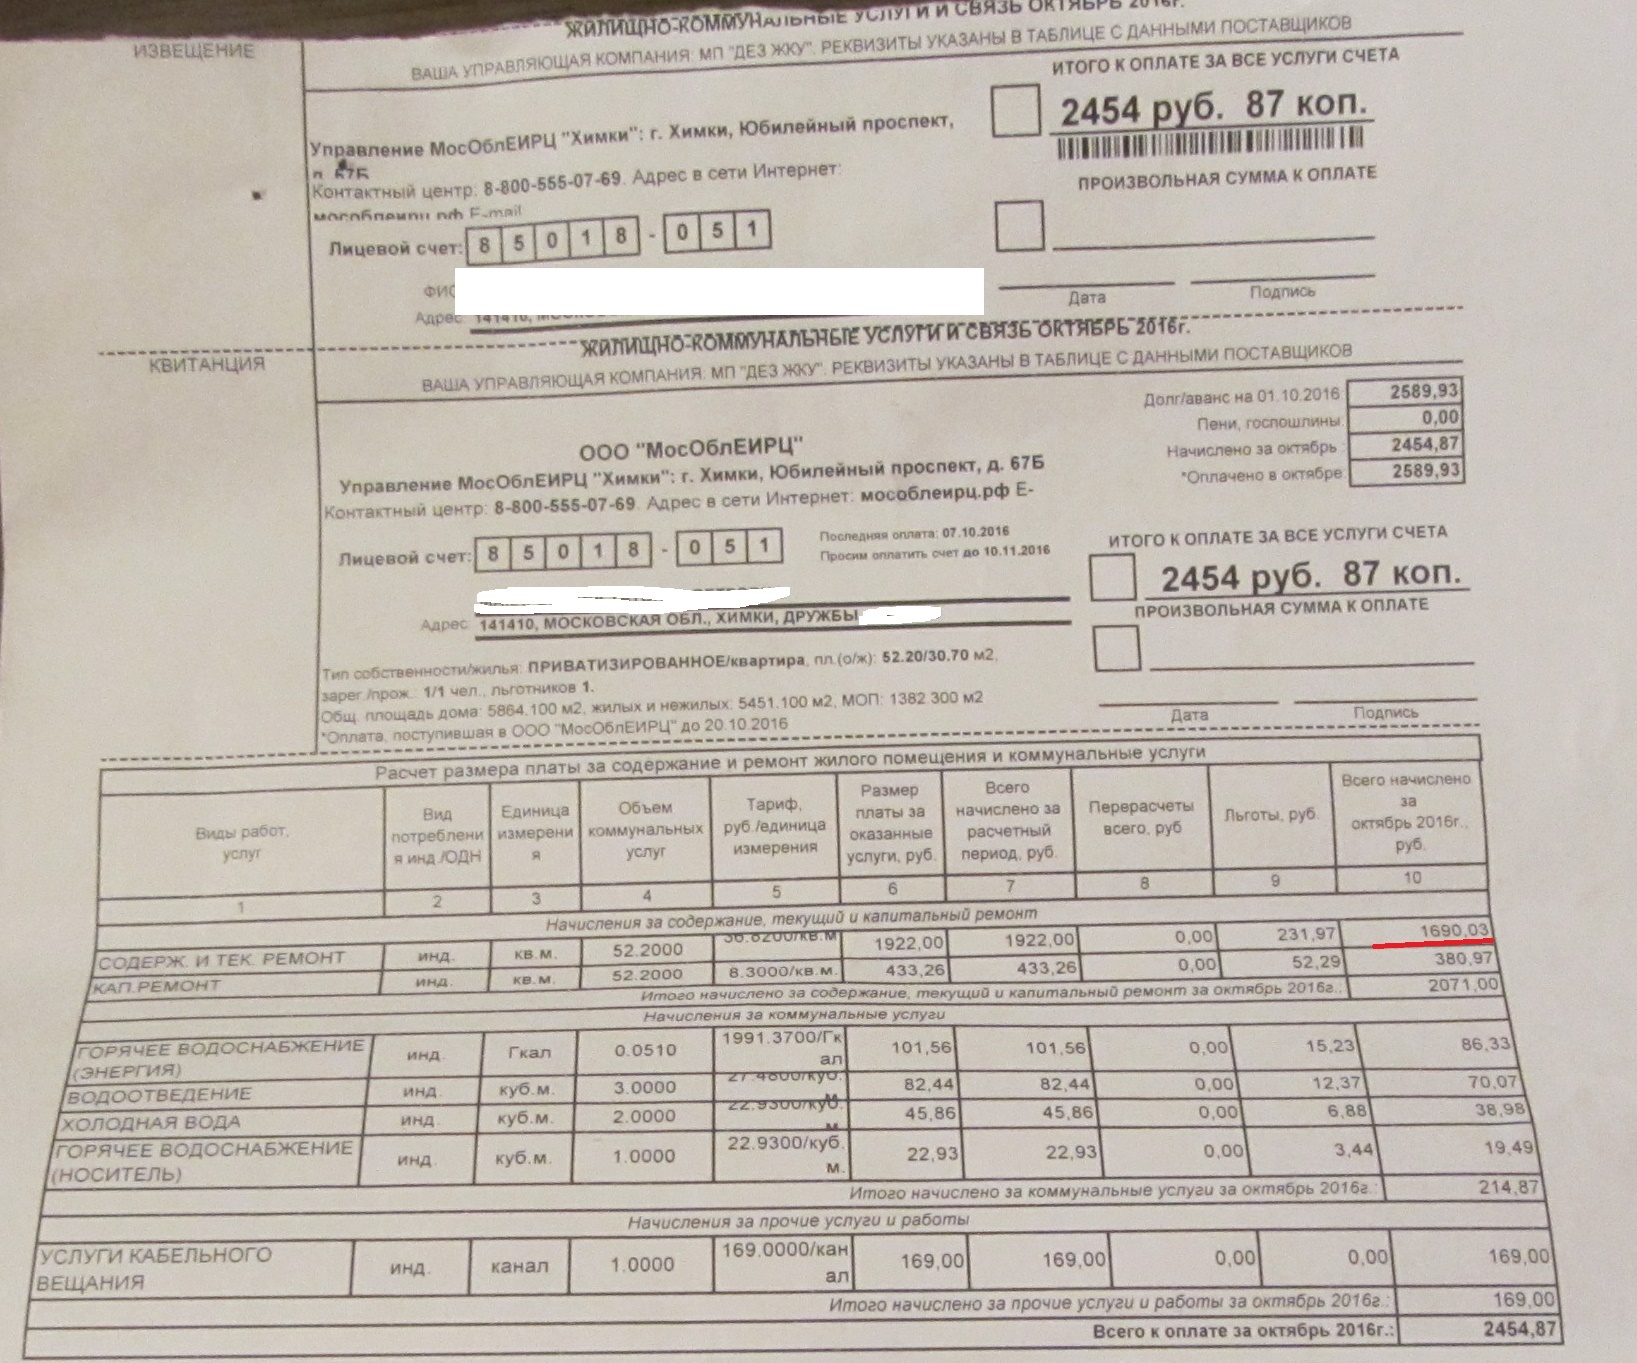 ЖИЛИЩНО-КОММУНАЛЬНЫЕ УСЛУГИ И СВЯЗЬ ОКТЯБРЬ 2016г.
ИЗВЕЩЕНИЕ
ВАША УПРАВЛЯЮЩАЯ КОМПАНИЯ: МП "ДЕЗ ЖКУ". РЕКВИЗИТЫ УКАЗАНЫ В ТАБЛИЦЕ С ДАННЫМИ ПОСТАВЩИКОВ
ИТОГО К ОПЛАТЕ ЗА ВСЕ УСЛУГИ СЧЕТА
2454 руб. 87 коп.
Управление МосОблЕИРЦ "Химки": г. Химки, Юбилейный проспект,
д. 67Б
Контактный центр: 8-800-555-07-69. Адрес в сети Интернет:
мособлеирц.рф E-mail
ПРОИЗВОЛЬНАЯ СУММА К ОПЛАТЕ
Лицевой счет: 8 5 0 1 8 - 0 5 1
ФИО
Дата Подпись
Адрес: 141410,
ЖИЛИЩНО-КОММУНАЛЬНЫЕ УСЛУГИ И СВЯЗЬ ОКТЯБРЬ 2016г.
КВИТАНЦИЯ
ВАША УПРАВЛЯЮЩАЯ КОМПАНИЯ: МП "ДЕЗ ЖКУ". РЕКВИЗИТЫ УКАЗАНЫ В ТАБЛИЦЕ С ДАННЫМИ ПОСТАВЩИКОВ
Долг/аванс на 01.10.2016 2589,93
Пени, госпошлины: 0,00
Начислено за октябрь : 2454,87
*Оплачено в октябре: 2589,93
ООО "МосОблЕИРЦ"
Управление МосОблЕИРЦ "Химки": г. Химки, Юбилейный проспект, д. 67Б
Контактный центр: 8-800-555-07-69. Адрес в сети Интернет: мособлеирц.рф E-
Лицевой счет: 8 5 0 1 8 - 0 5 1
Последняя оплата: 07.10.2016
Просим оплатить счет до 10.11.2016
ИТОГО К ОПЛАТЕ ЗА ВСЕ УСЛУГИ СЧЕТА
2454 руб. 87 коп.
ПРОИЗВОЛЬНАЯ СУММА К ОПЛАТЕ
Адрес: 141410, МОСКОВСКАЯ ОБЛ., ХИМКИ, ДРУЖБЫ
Тип собственности/жилья: ПРИВАТИЗИРОВАННОЕ/квартира, пл.(о/ж): 52.20/30.70 м2,
зарег./прож.: 1/1 чел., льготников 1.
Общ. площадь дома: 5864.100 м2, жилых и нежилых: 5451.100 м2, МОП: 1382.300 м2
*Оплата, поступившая в ООО "МосОблЕИРЦ" до 20.10.2016
Дата Подпись
Расчет размера платы за содержание и ремонт жилого помещения и коммунальные услуги
Виды работ, услуг
Вид потреблени я инд./ОДН
Единица измерени я
Объем коммунальных услуг
Тариф, руб./единица измерения
Размер платы за оказанные услуги, руб.
Всего начислено за расчетный период, руб.
Перерасчеты всего, руб
Льготы, руб.
Всего начислено за октябрь 2016г., руб.
1 2 3 4 5 6 7 8 9 10
Начисления за содержание, текущий и капитальный ремонт
СОДЕРЖ. И ТЕК. РЕМОНТ инд. кв.м. 52.2000 36.8200/кв.м 1922,00 1922,00 0,00 231,97 1690,03
КАП.РЕМОНТ инд. кв.м. 52.2000 8.3000/кв.м. 433,26 433,26 0,00 52,29 380,97
Итого начислено за содержание, текущий и капитальный ремонт за октябрь 2016г.: 2071,00
Начисления за коммунальные услуги
ГОРЯЧЕЕ ВОДОСНАБЖЕНИЕ (ЭНЕРГИЯ) инд. Гкал 0.0510 1991.3700/Гк ал 101,56 101,56 0,00 15,23 86,33
ВОДООТВЕДЕНИЕ инд. куб.м. 3.0000 27.4800/куб. м 82,44 82,44 0,00 12,37 70,07
ХОЛОДНАЯ ВОДА инд. куб.м. 2.0000 22.9300/куб. м 45,86 45,86 0,00 6,88 38,98
ГОРЯЧЕЕ ВОДОСНАБЖЕНИЕ (НОСИТЕЛЬ) инд. куб.м. 1.0000 22.9300/куб. м. 22,93 22,93 0,00 3,44 19,49
Итого начислено за коммунальные услуги за октябрь 2016г.: 214,87
Начисления за прочие услуги и работы
УСЛУГИ КАБЕЛЬНОГО ВЕЩАНИЯ инд. канал 1.0000 169.0000/кан ал 169,00 169,00 0,00 0,00 169,00
Итого начислено за прочие услуги и работы за октябрь 2016г.: 169,00
Всего к оплате за октябрь 2016г.: 2454,87